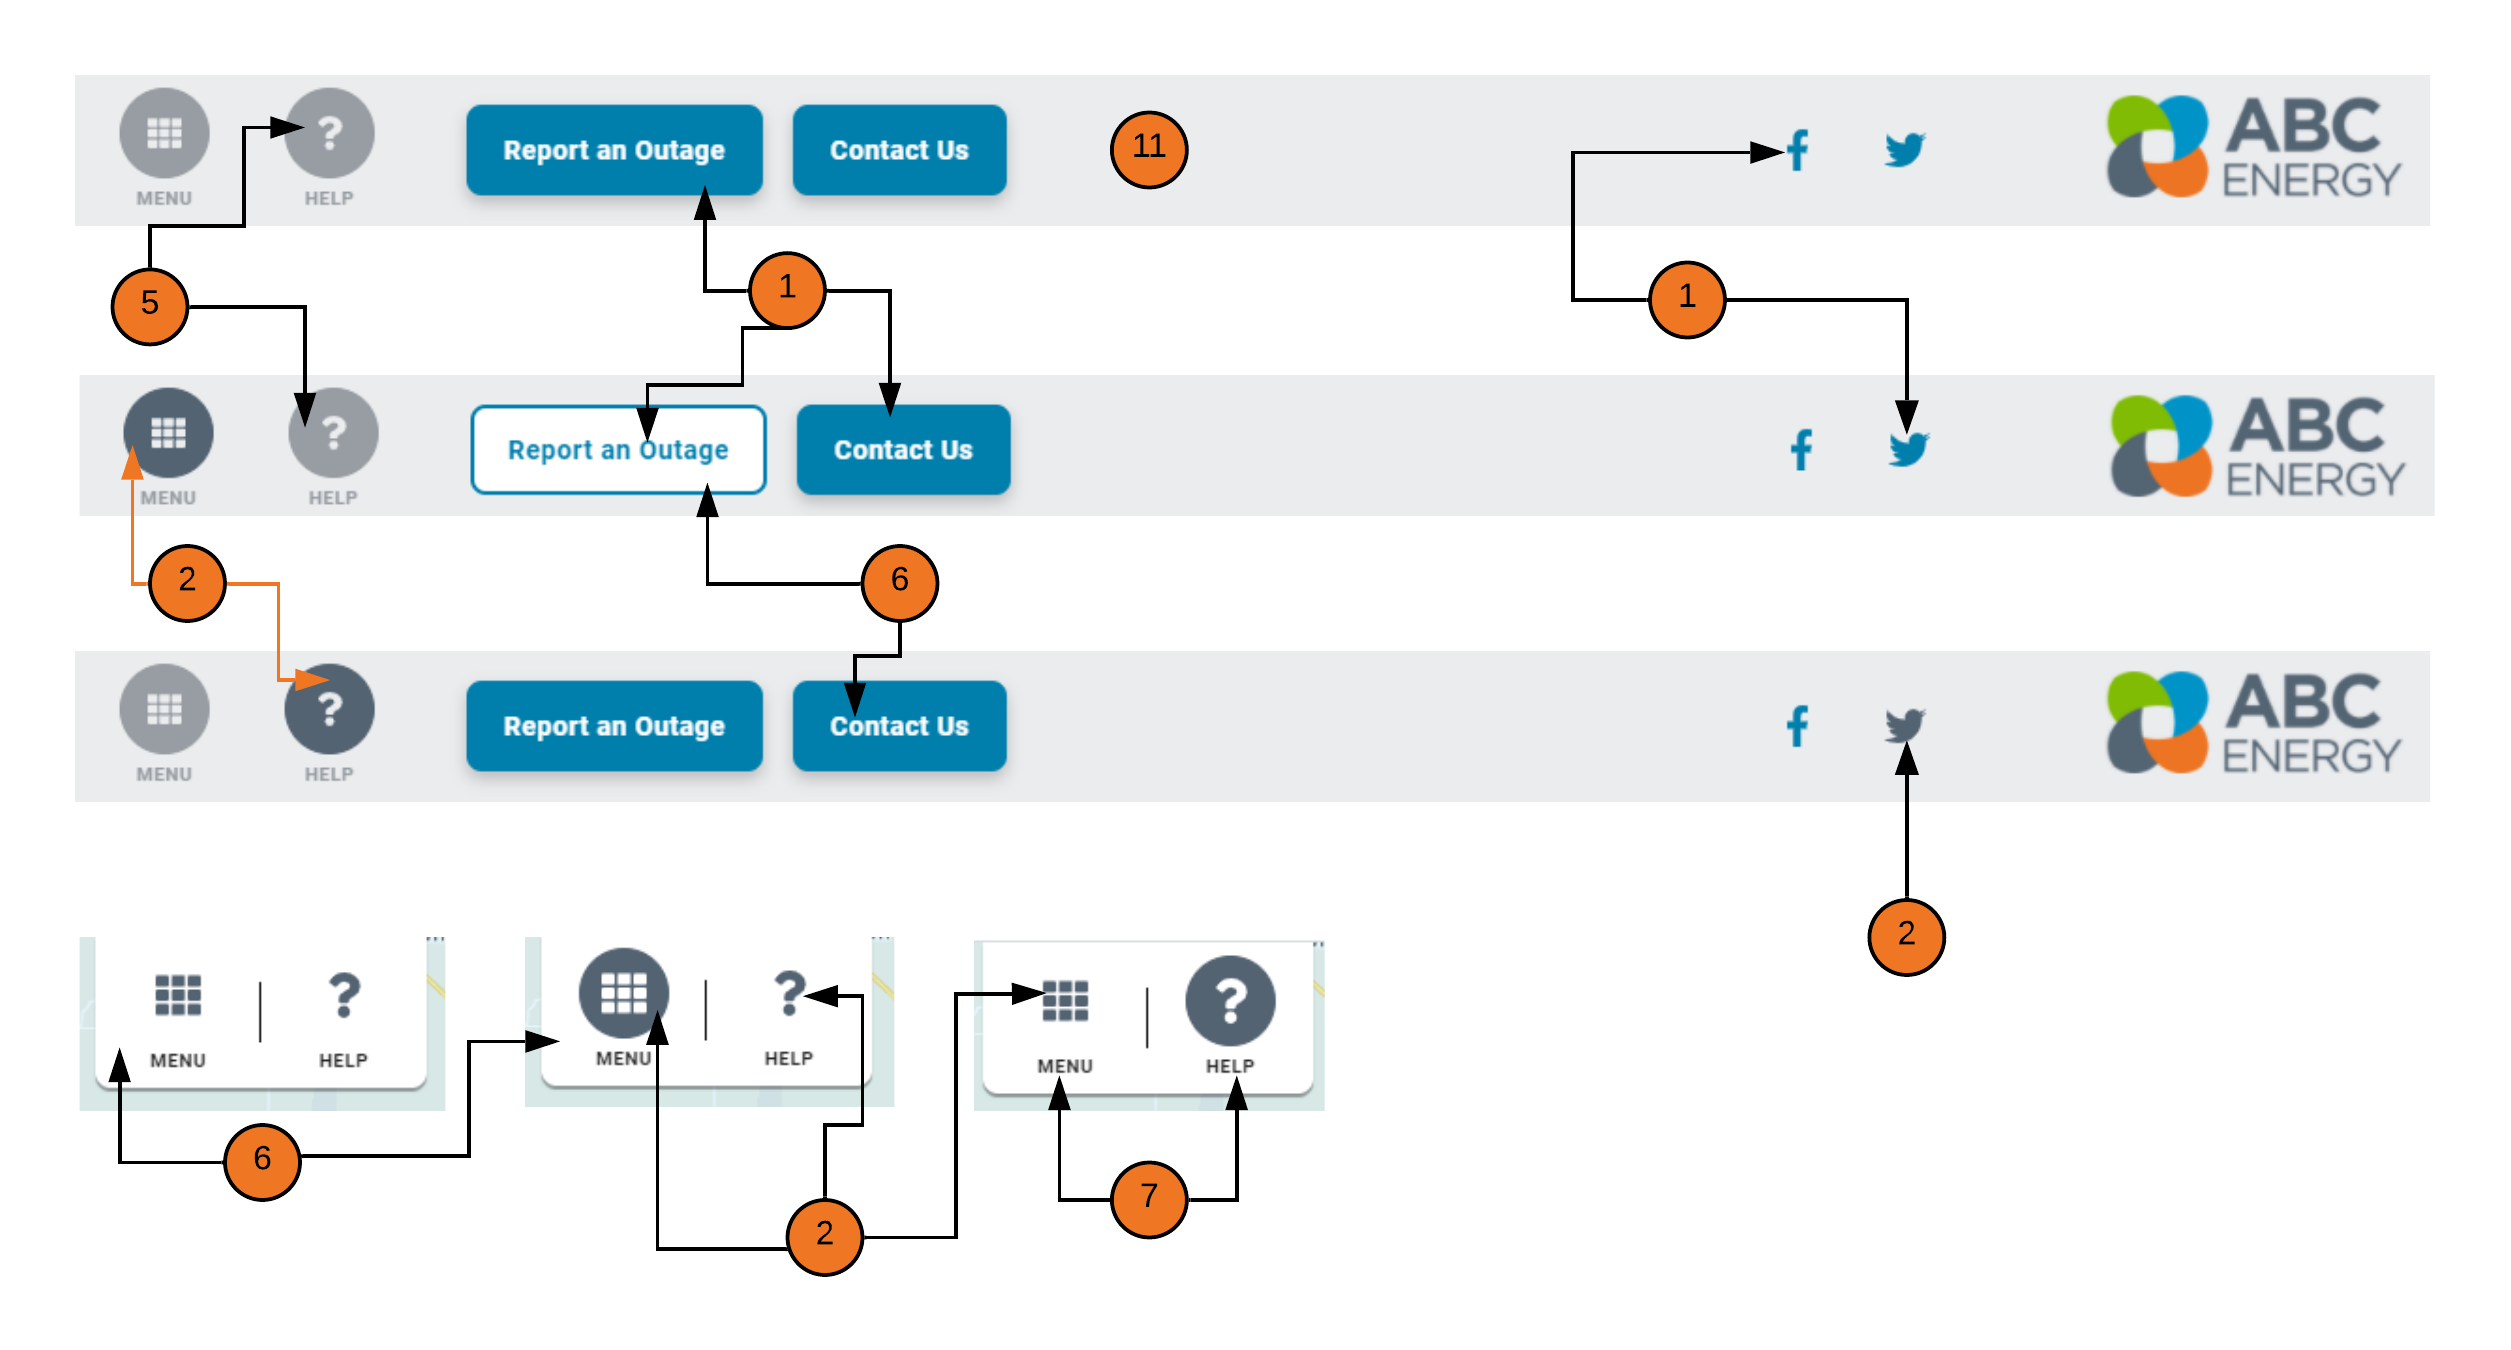 MENU
HELP
Report an Outage
Contact Us
11
ABC
ENERGY
5
1
1
MENU
HELP
Report an Outage
Contact Us
ABC
ENERGY
2
6
MENU
HELP
Report an Outage
Contact Us
ABC
ENERGY
2
MENU
HELP
MENU
HELP
MENU
HELP
6
2
7